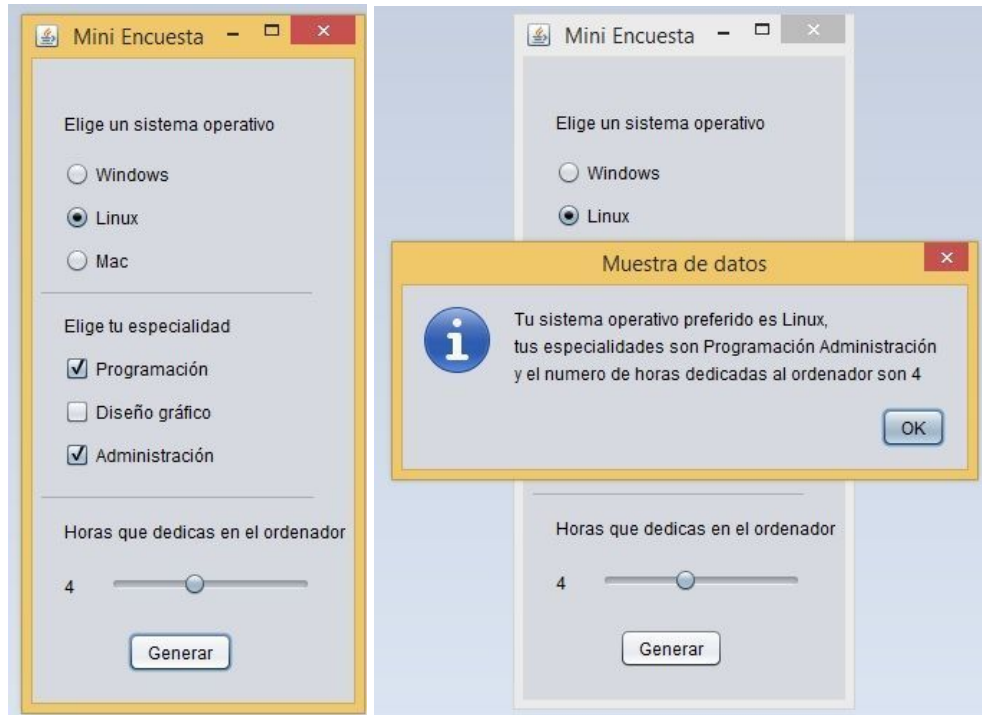 Mini Encuesta
Elige un sistema operativo
Windows
Linux
Mac
Elige tu especialidad
Programación
Diseño gráfico
Administración
Horas que dedicas en el ordenador
4
Generar
Mini Encuesta
Elige un sistema operativo
Windows
Linux
Muestra de datos
Tu sistema operativo preferido es Linux,
tus especialidades son Programación Administración
y el numero de horas dedicadas al ordenador son 4
OK
Horas que dedicas en el ordenador
4
Generar